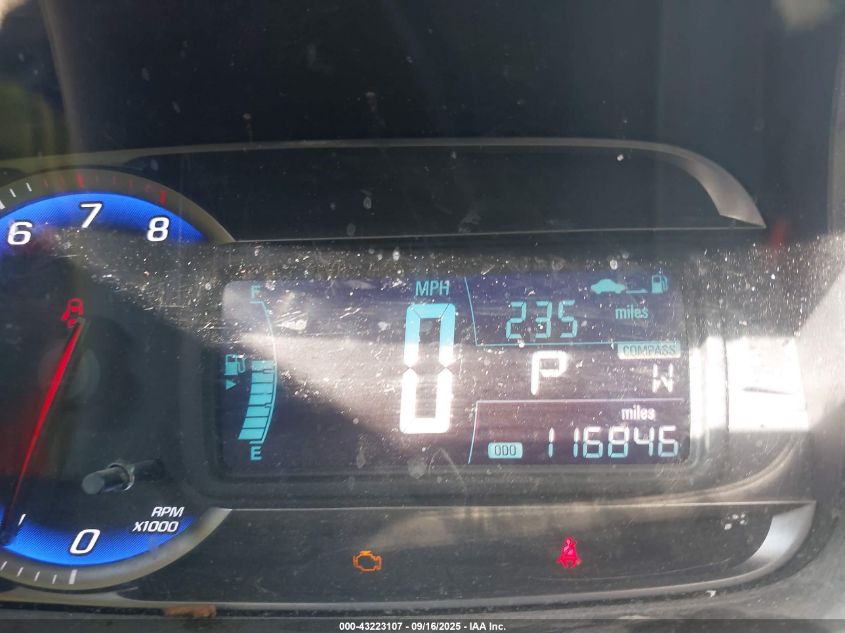 6 7 8
F MPH 235 miles
0 COMPASS
P W
miles
E ODO 116846
RPM
X1000
1
0
000-43223107 - 09/16/2025 - IAA Inc.